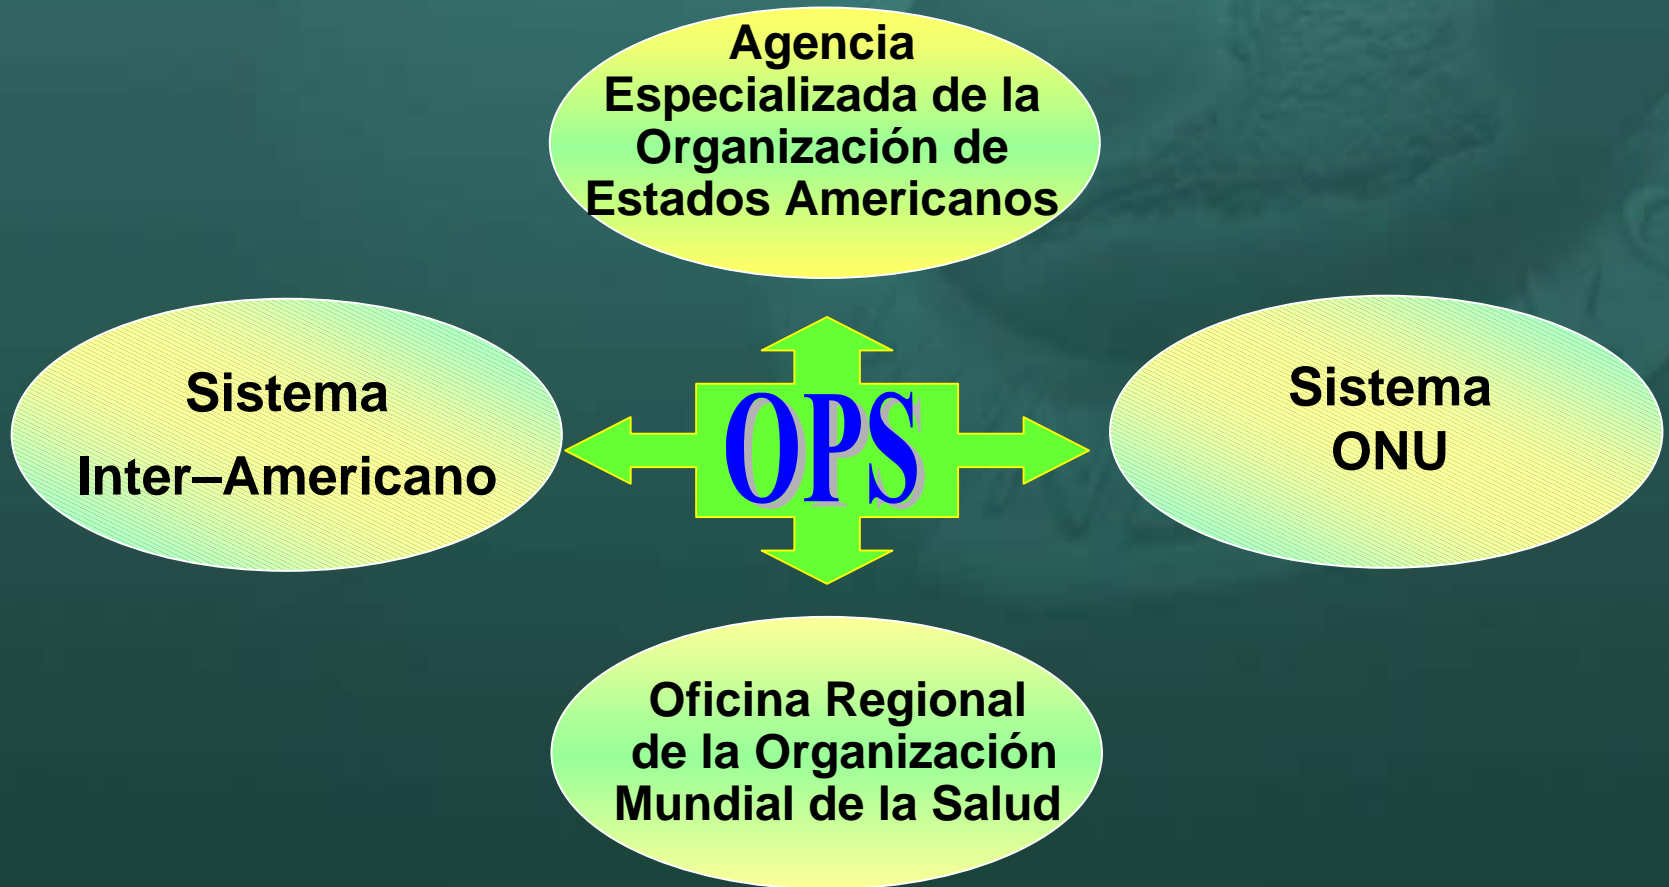 Agencia
Especializada de la
Organización de
Estados Americanos
Sistema
Inter–Americano
OPS
Sistema
ONU
Oficina Regional
de la Organización
Mundial de la Salud